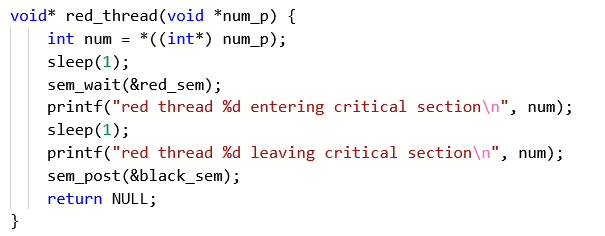 void* red_thread(void *num_p) {
    int num = *((int*) num_p);
    sleep(1);
    sem_wait(&red_sem);
    printf("red thread %d entering critical section\n", num);
    sleep(1);
    printf("red thread %d leaving critical section\n", num);
    sem_post(&black_sem);
    return NULL;
}